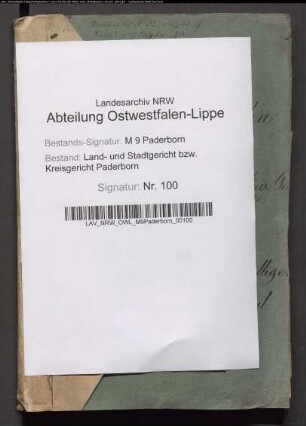 Landesarchiv NRW
Abteilung Ostwestfalen-Lippe
Bestands-Signatur: M 9 Paderborn
Bestand: Land- und Stadtgericht bzw.
Kreisgericht Paderborn
Signatur: Nr. 100
LAV_NRW_OWL_M9Paderborn_00100